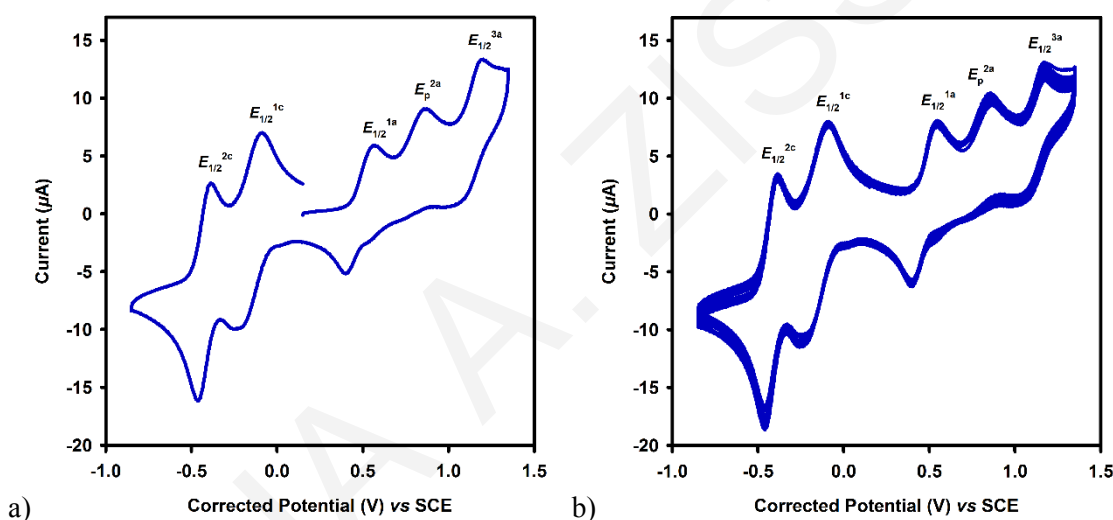 15
10
5
0
-5
-10
-15
-20
Current (µA)
-1.0 -0.5 0.0 0.5 1.0 1.5
Corrected Potential (V) vs SCE
E1/2 2c
E1/2 1c
E1/2 1a
Ep 2a
E1/2 3a
a)
15
10
5
0
-5
-10
-15
-20
Current (µA)
-1.0 -0.5 0.0 0.5 1.0 1.5
Corrected Potential (V) vs SCE
E1/2 2c
E1/2 1c
E1/2 1a
Ep 2a
E1/2 3a
b)
A A. ZIS